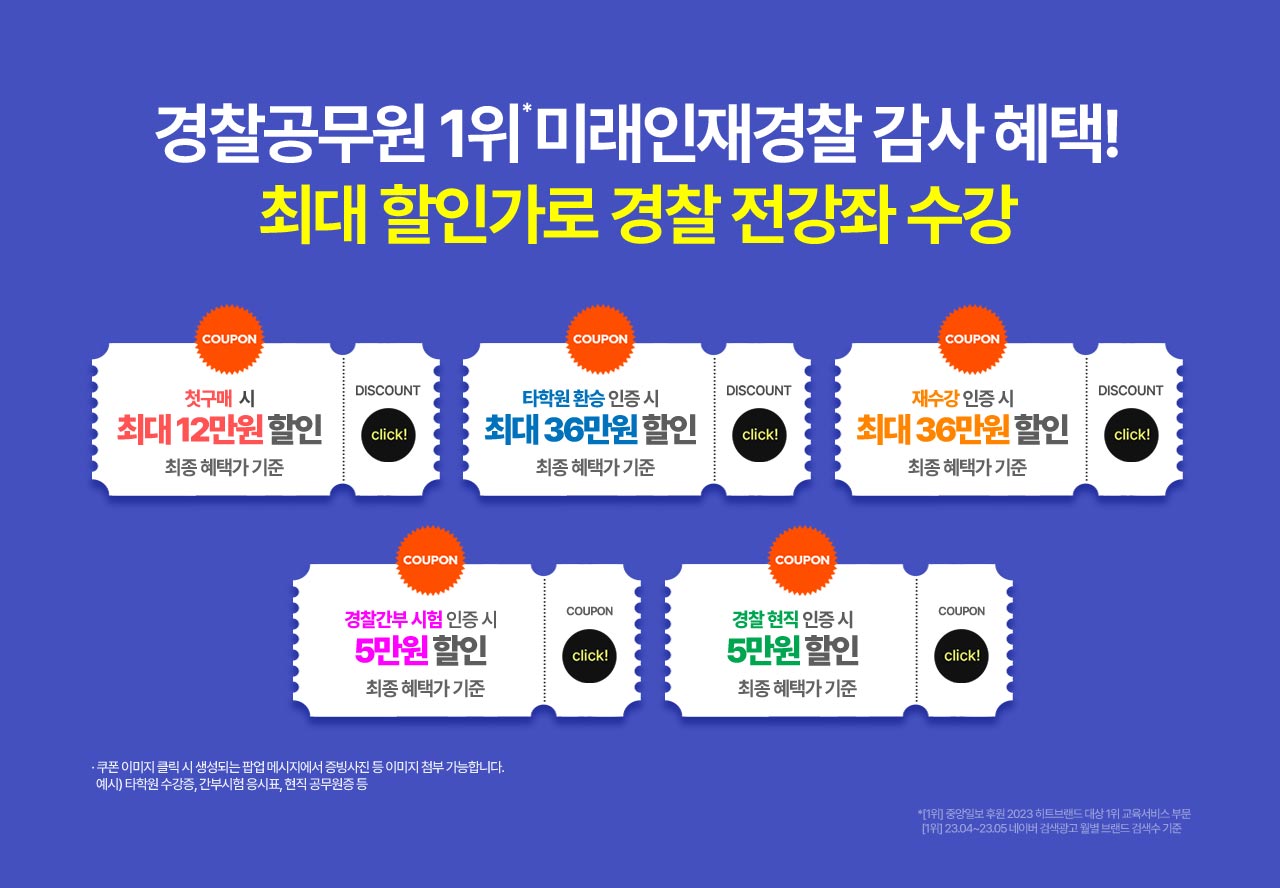 경찰공무원 1위* 미래인재경찰 감사 혜택!
최대 할인가로 경찰 전강좌 수강
COUPON
첫구매 시
최대 12만원 할인
최종 혜택가 기준
DISCOUNT
click!
COUPON
타학원 환승 인증 시
최대 36만원 할인
최종 혜택가 기준
DISCOUNT
click!
COUPON
재수강 인증 시
최대 36만원 할인
최종 혜택가 기준
DISCOUNT
click!
COUPON
경찰간부 시험 인증 시
5만원 할인
최종 혜택가 기준
COUPON
click!
COUPON
경찰 현직 인증 시
5만원 할인
최종 혜택가 기준
COUPON
click!
· 쿠폰 이미지 클릭 시 생성되는 팝업 메시지에서 증빙사진 등 이미지 첨부 가능합니다.
예시) 타학원 수강증, 간부시험 응시표, 현직 공무원증 등
*[1위] 중앙일보 후원 2023 히트브랜드 대상 1위 교육서비스 부문
[1위] 23.04~23.05 네이버 검색광고 월별 브랜드 검색수 기준